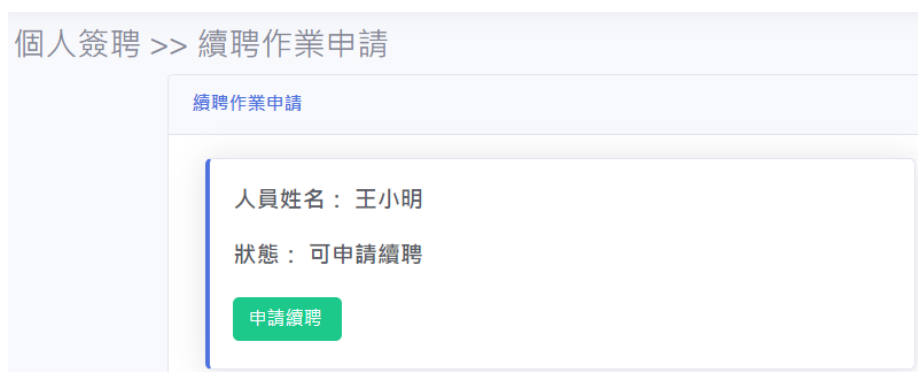 個人簽聘 >> 續聘作業申請
續聘作業申請
人員姓名： 王小明
狀態： 可申請續聘
申請續聘